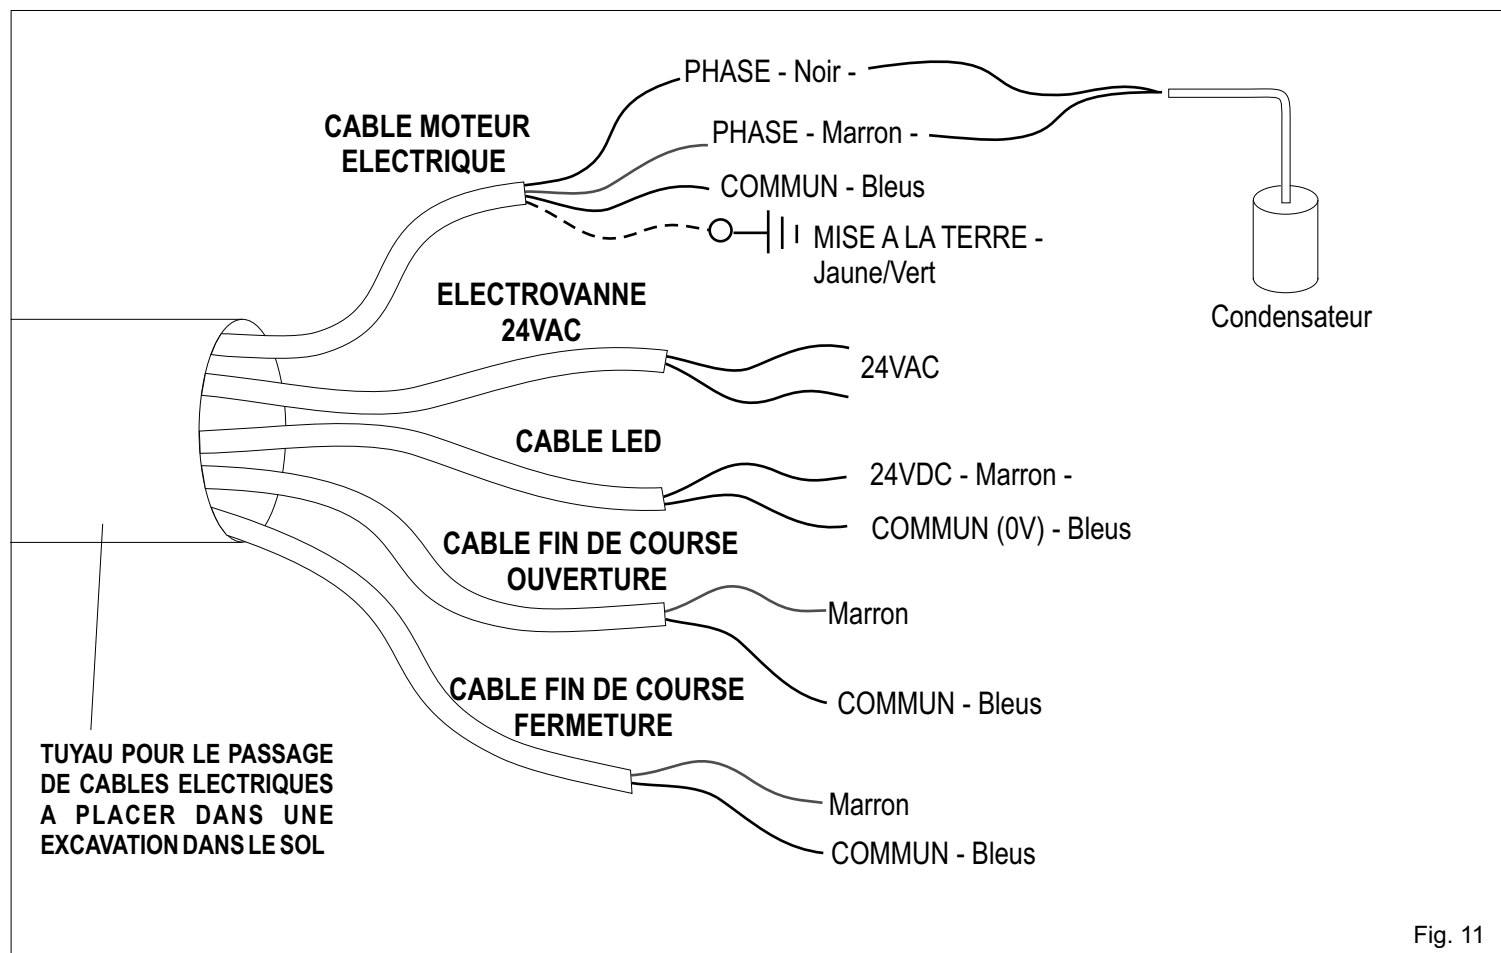 PHASE - Noir -
CABLE MOTEUR
ELECTRIQUE
PHASE - Marron -
COMMUN - Bleus
MISE A LA TERRE -
Jaune/Vert
Condensateur
ELECTROVANNE
24VAC
24VAC
CABLE LED
24VDC - Marron -
COMMUN (0V) - Bleus
CABLE FIN DE COURSE
OUVERTURE
Marron
COMMUN - Bleus
CABLE FIN DE COURSE
FERMETURE
Marron
COMMUN - Bleus
TUYAU POUR LE PASSAGE
DE CABLES ELECTRIQUES
A PLACER DANS UNE
EXCAVATION DANS LE SOL
Fig. 11